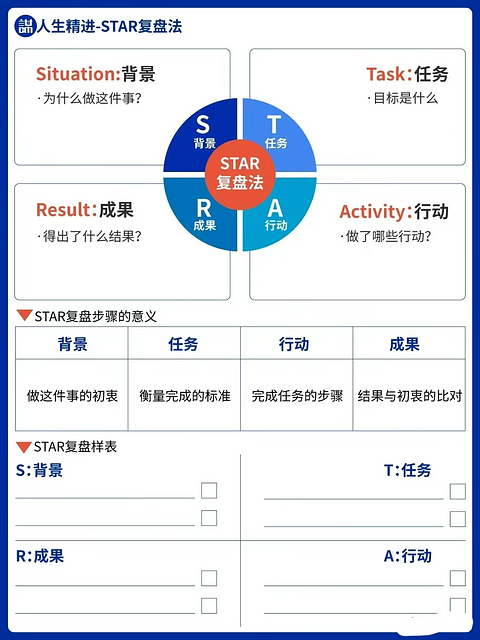 謀 人生精进-STAR复盘法
Situation:背景
·为什么做这件事?
Task:任务
·目标是什么
S
背景
T
任务
STAR
复盘法
R
成果
A
行动
Result:成果
·得出了什么结果?
Activity:行动
·做了哪些行动?
STAR复盘步骤的意义
背景 任务 行动 成果
做这件事的初衷 衡量完成的标准 完成任务的步骤 结果与初衷的比对
STAR复盘样表
S:背景
T:任务
R:成果
A:行动